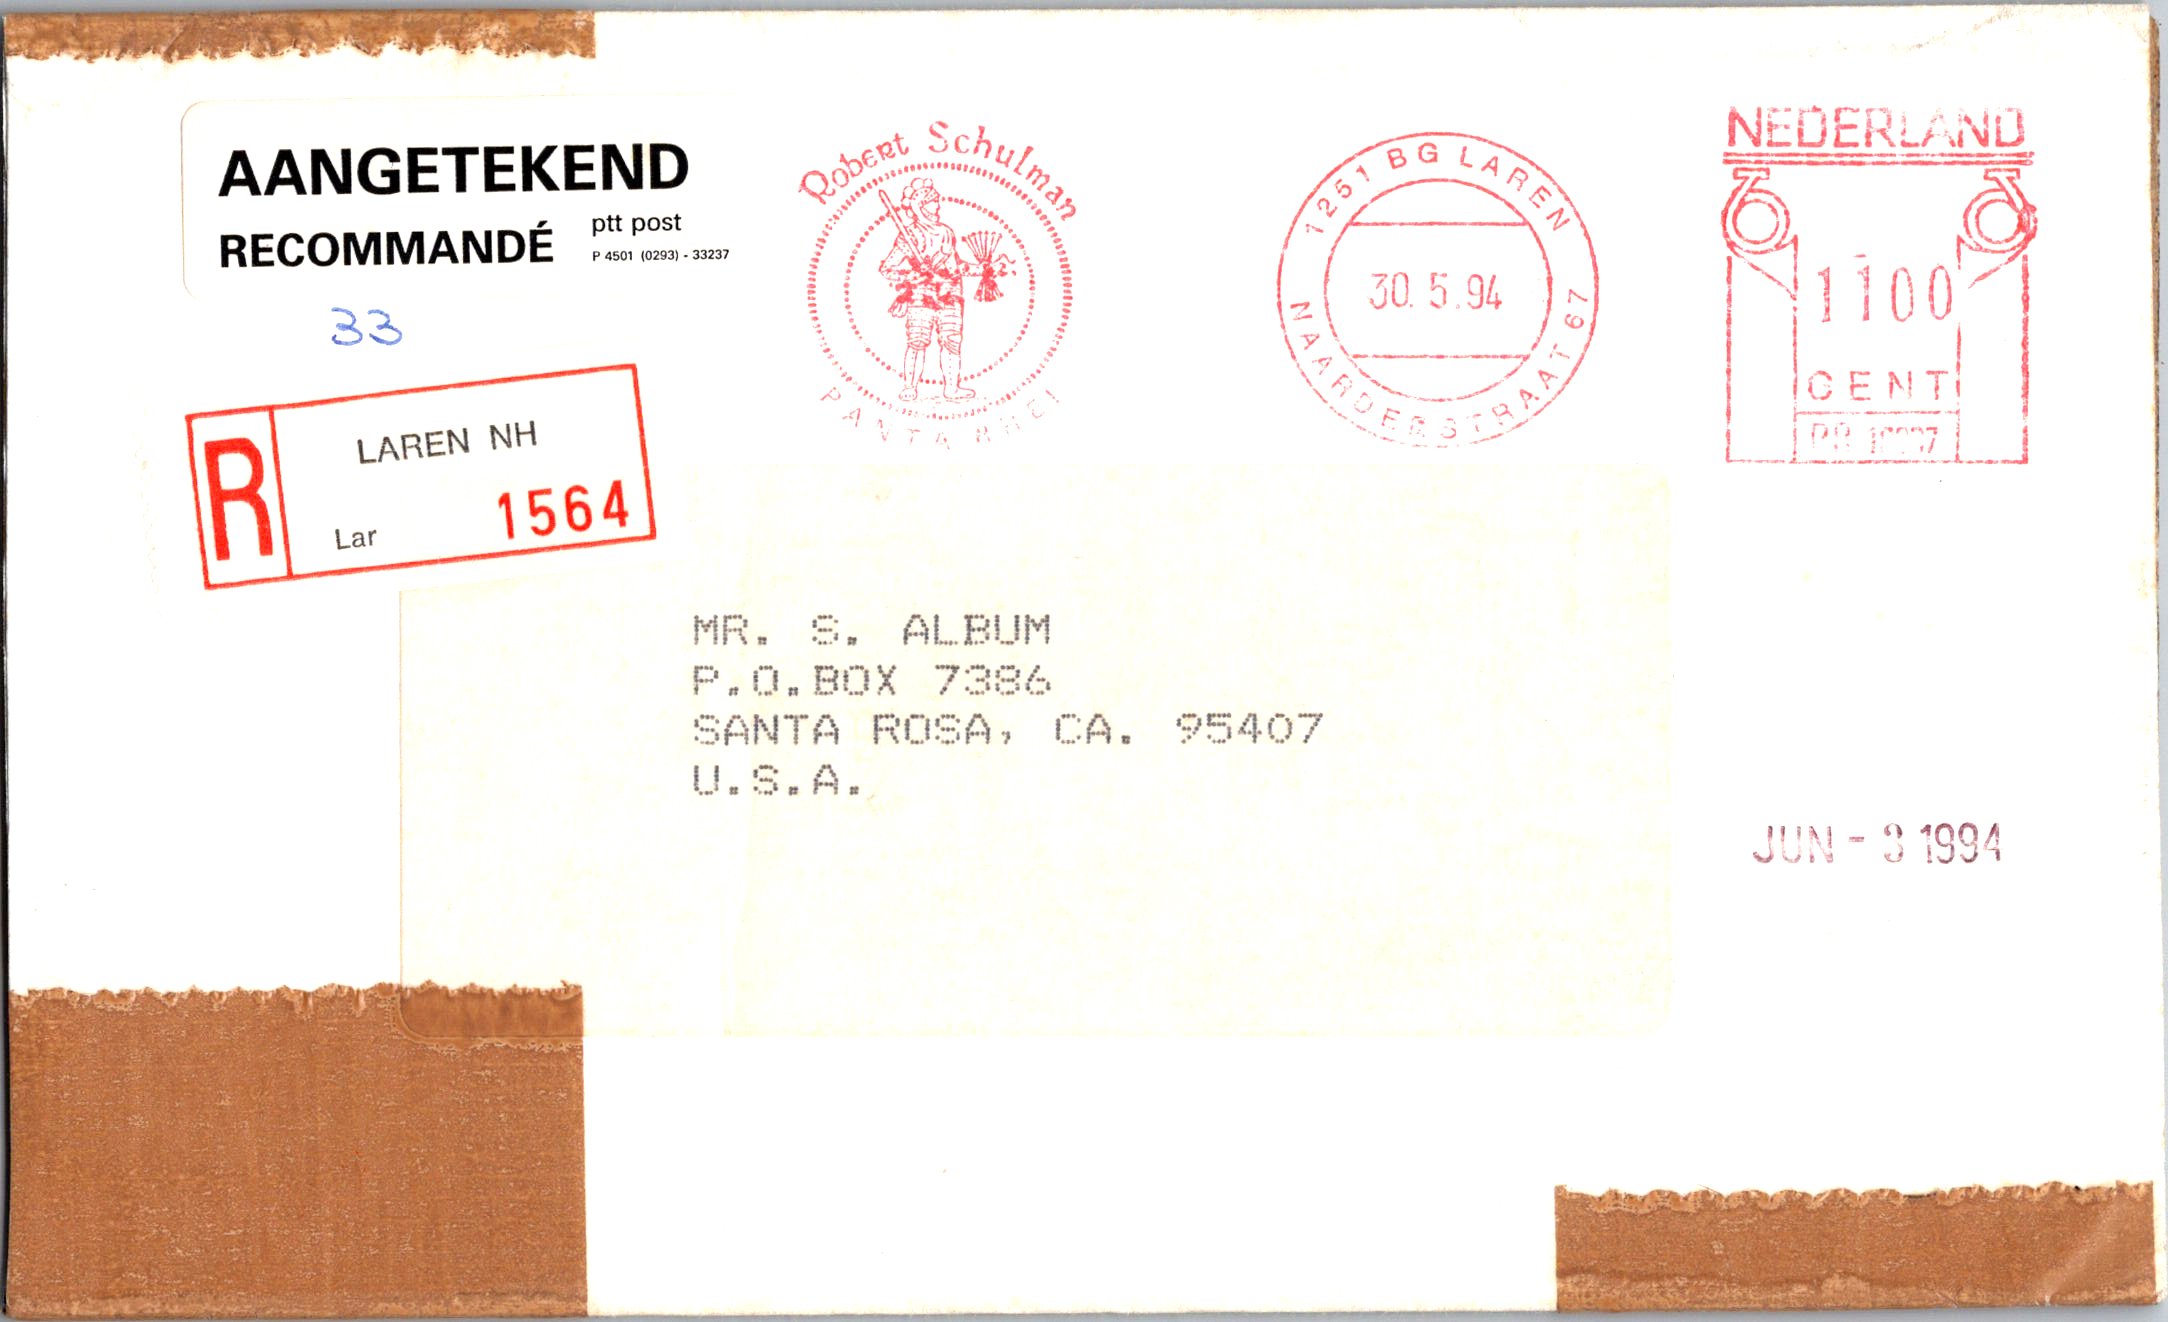 AANGETEKEND
RECOMMANDÉ
ptt post
P 4501 (0293) - 33237
33
R
LAREN NH
Lar
1564
Robert Schulman
PANTA RHEI
1251 BG LAREN
30. 5. 94
NAARDERSTRAAT 67
NEDERLAND
1100
CENT
MR. S. ALBUM
P.O.BOX 7386
SANTA ROSA, CA. 95407
U.S.A.
JUN - 3 1994